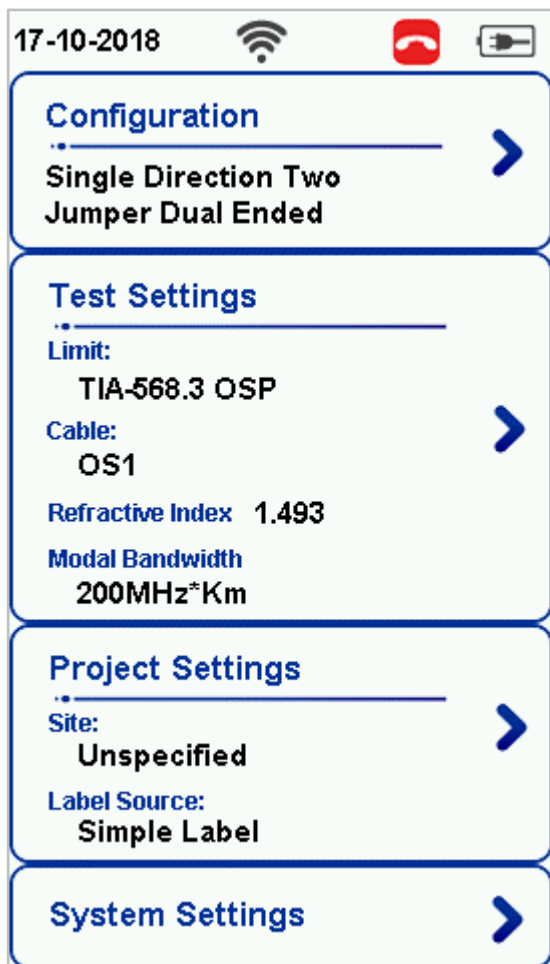 17-10-2018
Configuration
Single Direction Two
Jumper Dual Ended
Test Settings
Limit:
TIA-568.3 OSP
Cable:
OS1
Refractive Index 1.493
Modal Bandwidth
200MHz*Km
Project Settings
Site:
Unspecified
Label Source:
Simple Label
System Settings